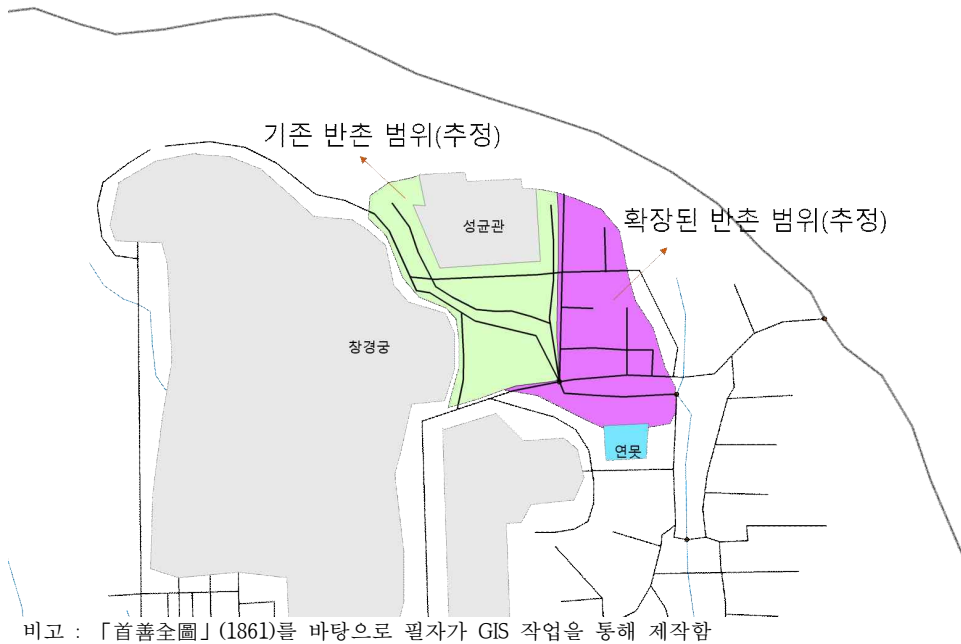 기존 반촌 범위(추정)
확장된 반촌 범위(추정)
성균관
창경궁
연못
비고 : 「首善全圖」(1861)를 바탕으로 필자가 GIS 작업을 통해 제작함